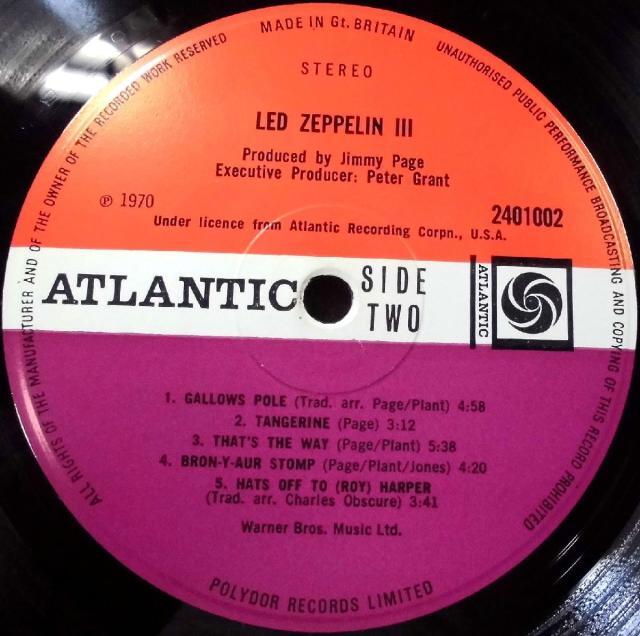 MADE IN Gt. BRITAIN
STEREO
LED ZEPPELIN III
Produced by Jimmy Page
Executive Producer: Peter Grant
℗ 1970
2401002
Under licence from Atlantic Recording Corpn., U.S.A.
ATLANTIC
SIDE
TWO
ATLANTIC
1. GALLOWS POLE (Trad. arr. Page/Plant) 4:58
2. TANGERINE (Page) 3:12
3. THAT'S THE WAY (Page/Plant) 5:38
4. BRON-Y-AUR STOMP (Page/Plant/Jones) 4:20
5. HATS OFF TO (ROY) HARPER
(Trad. arr. Charles Obscure) 3:41
Warner Bros. Music Ltd.
POLYDOR RECORDS LIMITED
ALL RIGHTS OF THE MANUFACTURER AND OF THE OWNER OF THE RECORDED WORK RESERVED
UNAUTHORISED PUBLIC PERFORMANCE BROADCASTING AND COPYING OF THIS RECORD PROHIBITED